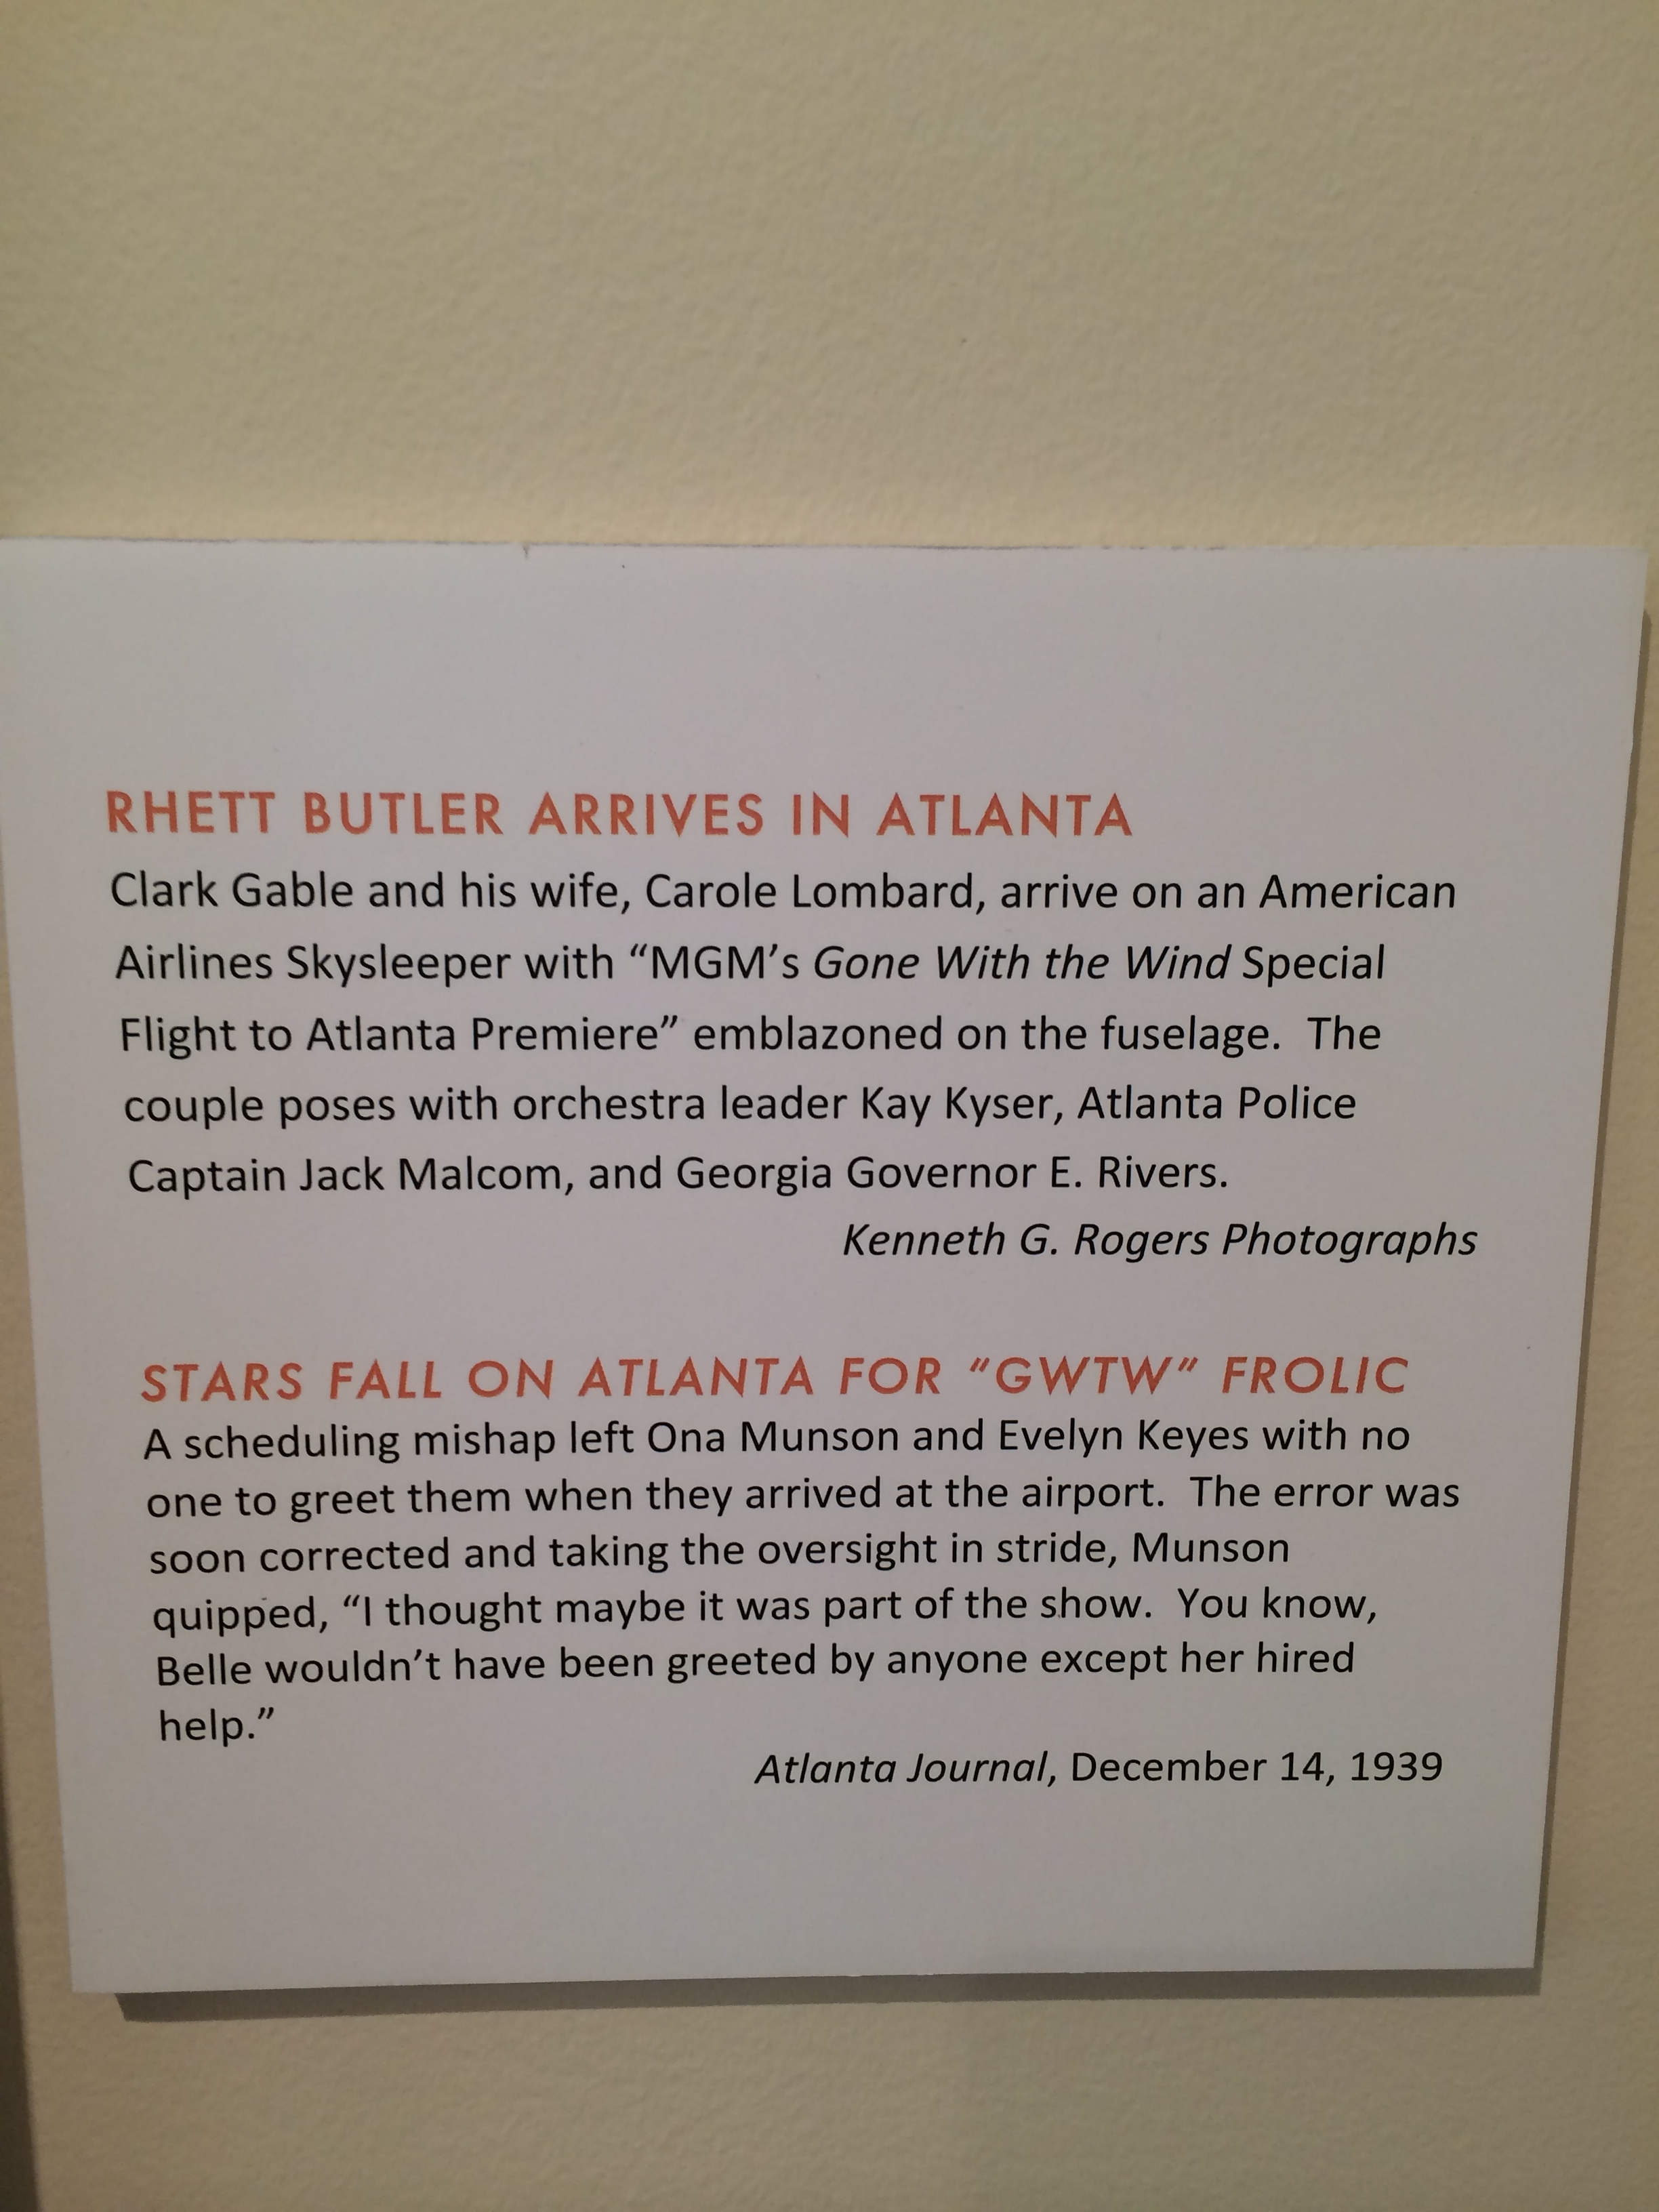 RHETT BUTLER ARRIVES IN ATLANTA
Clark Gable and his wife, Carole Lombard, arrive on an American
Airlines Skysleeper with “MGM’s Gone With the Wind Special
Flight to Atlanta Premiere” emblazoned on the fuselage.  The
couple poses with orchestra leader Kay Kyser, Atlanta Police
Captain Jack Malcom, and Georgia Governor E. Rivers.
Kenneth G. Rogers Photographs
STARS FALL ON ATLANTA FOR “GWTW” FROLIC
A scheduling mishap left Ona Munson and Evelyn Keyes with no
one to greet them when they arrived at the airport.  The error was
soon corrected and taking the oversight in stride, Munson
quipped, “I thought maybe it was part of the show.  You know,
Belle wouldn’t have been greeted by anyone except her hired
help.”
Atlanta Journal, December 14, 1939